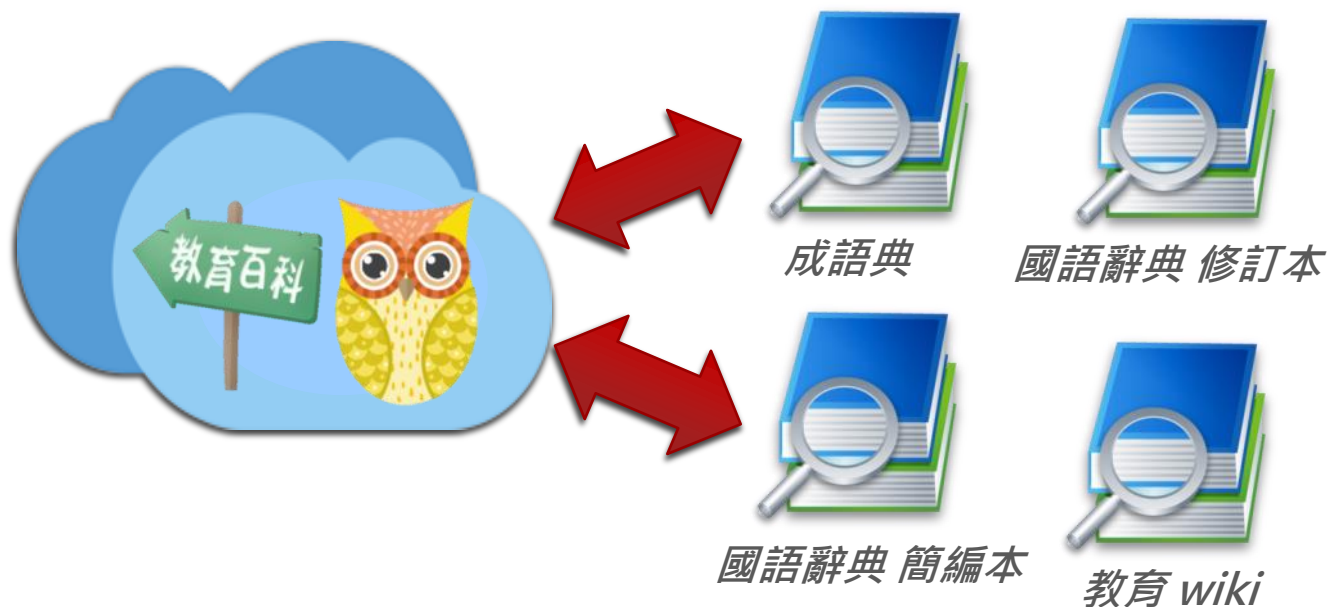 教育百科
成語典
國語辭典 修訂本
國語辭典 簡編本
教育 wiki